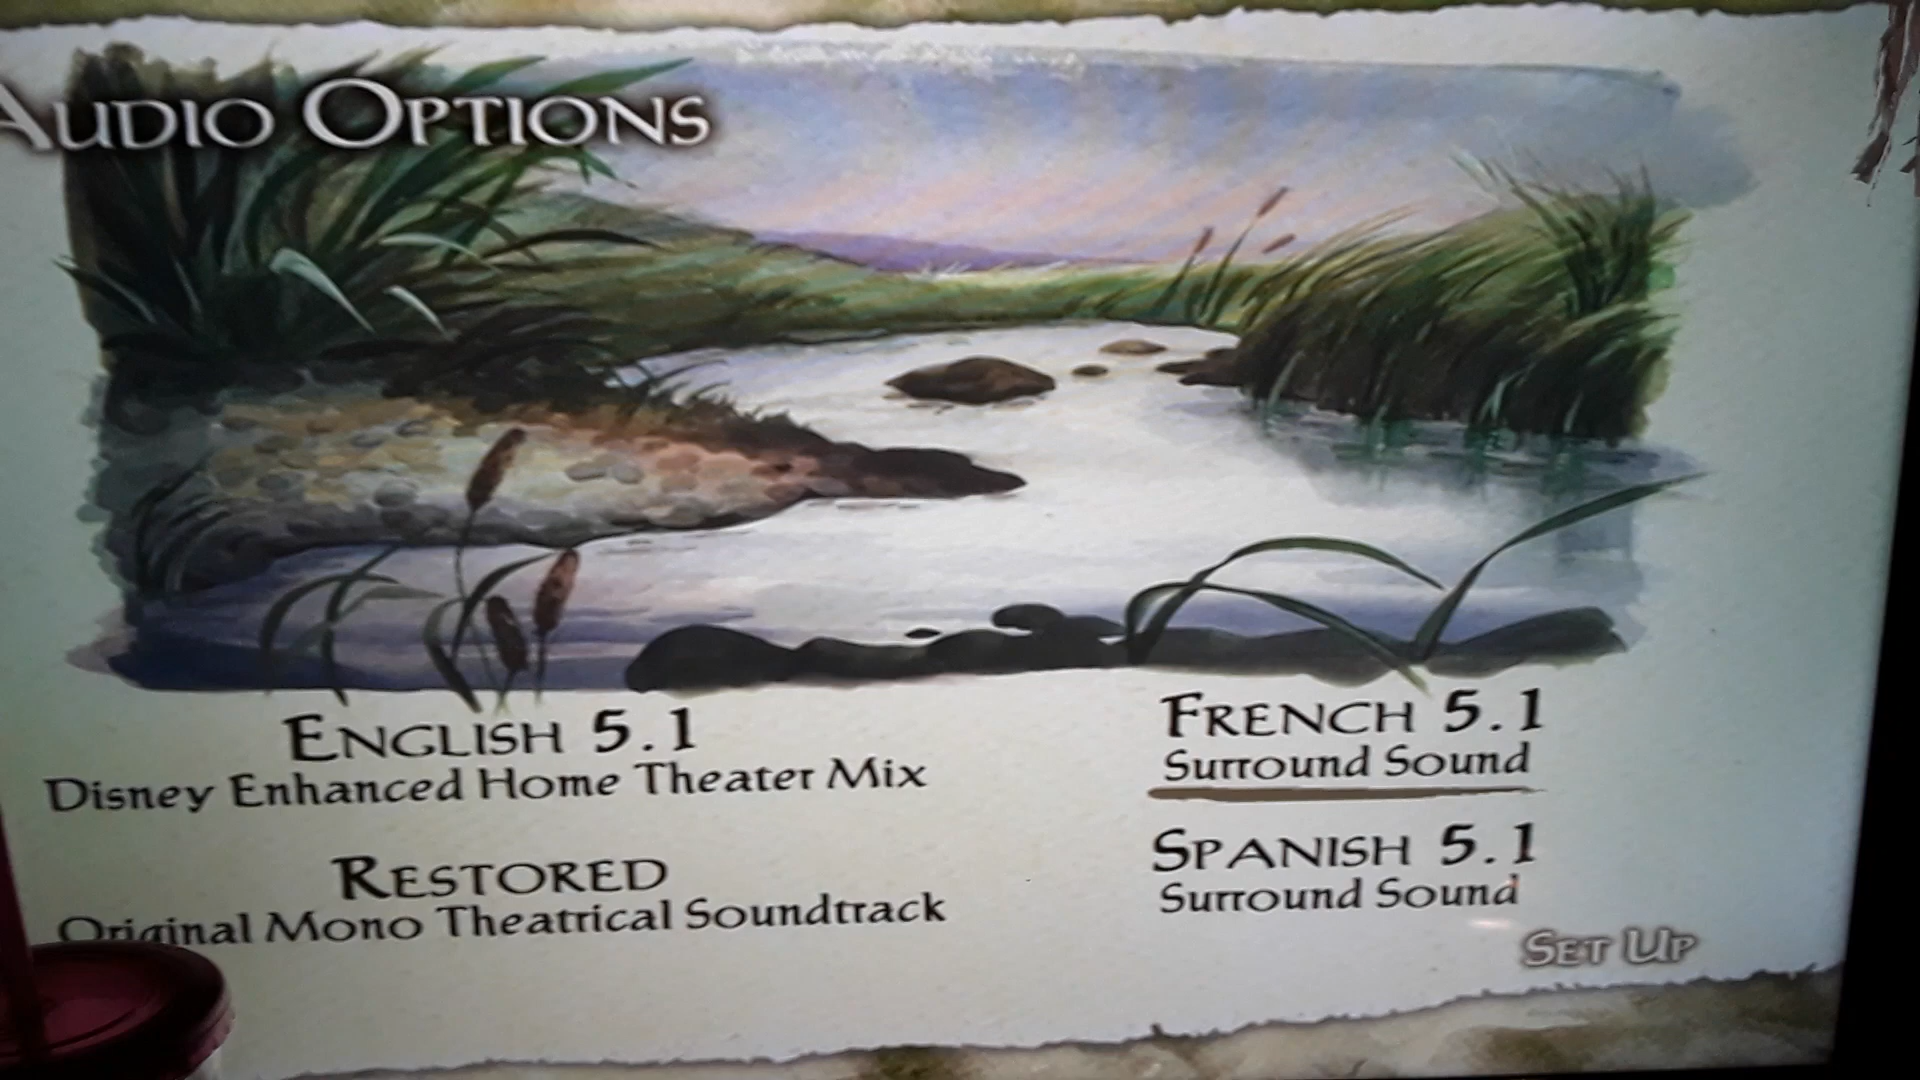 AUDIO OPTIONS
ENGLISH 5.1
Disney Enhanced Home Theater Mix
RESTORED
Original Mono Theatrical Soundtrack
FRENCH 5.1
Surround Sound
SPANISH 5.1
Surround Sound
SET UP